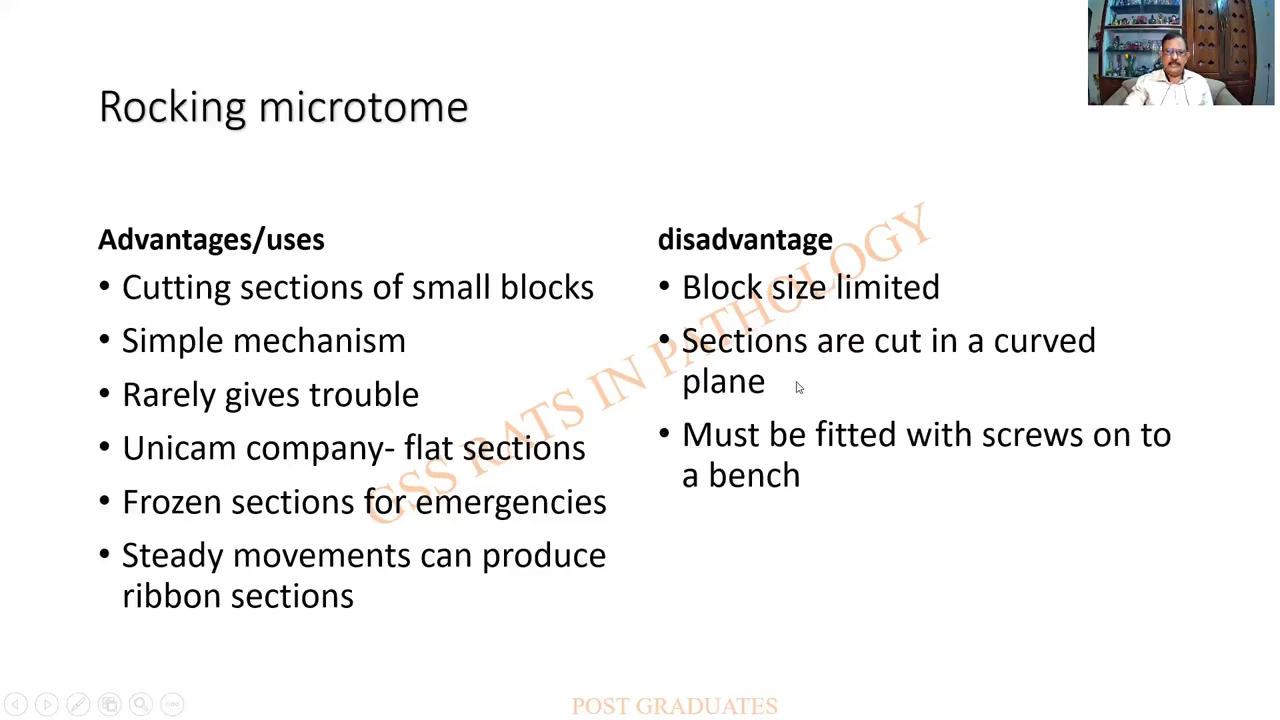 Rocking microtome
Advantages/uses
• Cutting sections of small blocks
• Simple mechanism
• Rarely gives trouble
• Unicam company- flat sections
• Frozen sections for emergencies
• Steady movements can produce
ribbon sections
disadvantage
• Block size limited
• Sections are cut in a curved
plane
• Must be fitted with screws on to
a bench
GSS RATS IN PATHOLOGY
POST GRADUATES